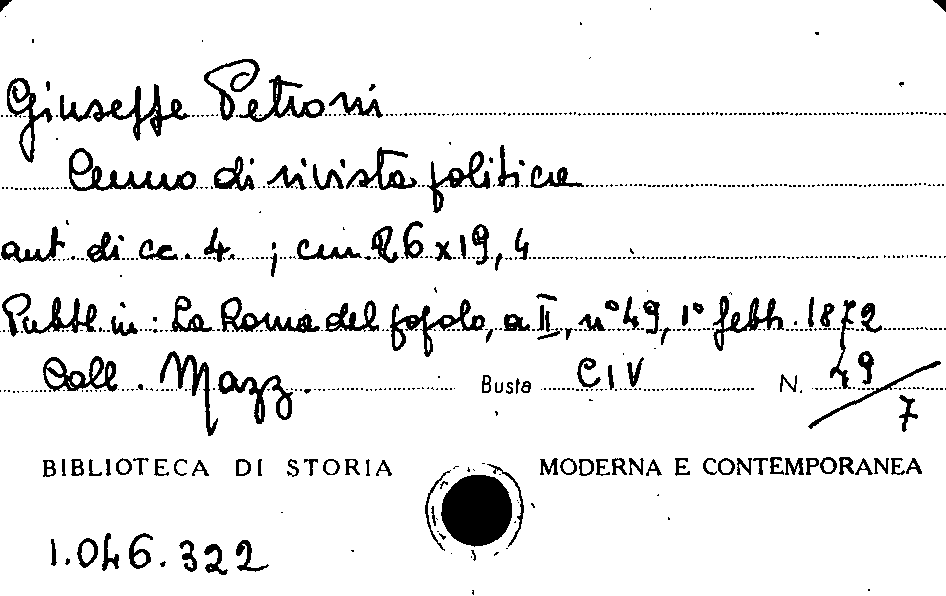 Giuseppe Petroni
Cenno di rivista politica
aut. di cc. 4. ; cm. 26 x 19,4
Pubbl. in: La Roma del popolo, a. II, n° 49, 1° febb. 1872
Coll. Mazz. Busta CIV N. 49/7
BIBLIOTECA DI STORIA MODERNA E CONTEMPORANEA
1.046.322